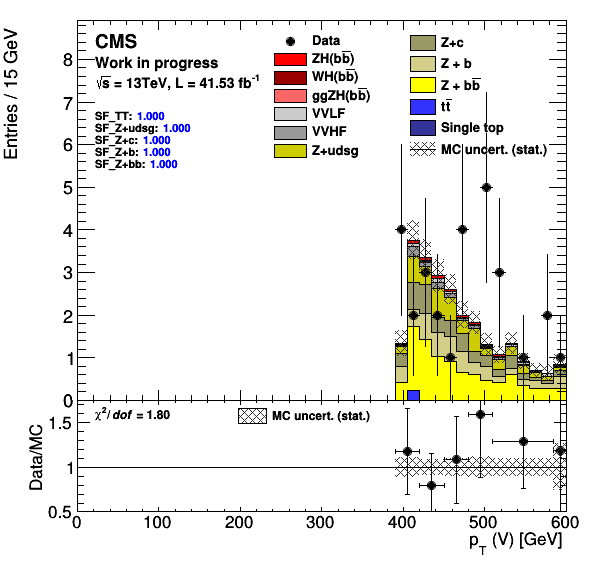 Entries / 15 GeV
8
7
6
5
4
3
2
1
0
CMS
Work in progress
√s = 13TeV, L = 41.53 fb⁻¹
SF_TT: 1.000
SF_Z+udsg: 1.000
SF_Z+c: 1.000
SF_Z+b: 1.000
SF_Z+bb: 1.000
Data
ZH(bb̅)
WH(bb̅)
ggZH(bb̅)
VVLF
VVHF
Z+udsg
Z+c
Z + b
Z + bb̅
tt̅
Single top
MC uncert. (stat.)
Data/MC
1.5
1
0.5
χ²/dof = 1.80
MC uncert. (stat.)
0 100 200 300 400 500 600
p_T (V) [GeV]